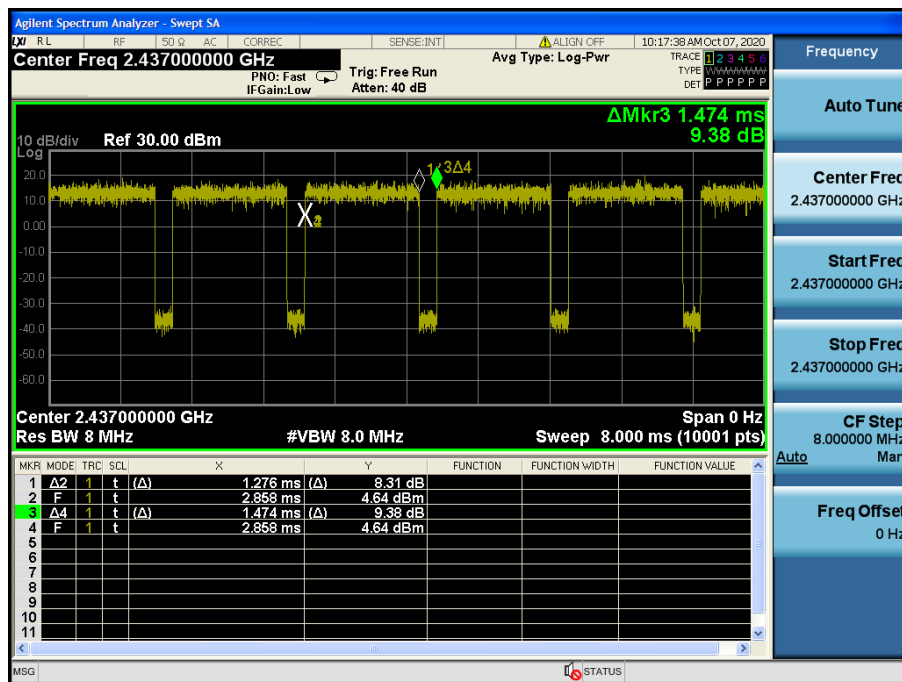 Agilent Spectrum Analyzer - Swept SA
LXI RL RF 50 Ω AC CORREC SENSE:INT ALIGN OFF 10:17:38 AM Oct 07, 2020
Center Freq 2.437000000 GHz
PNO: Fast
IFGain:Low
Trig: Free Run
Atten: 40 dB
Avg Type: Log-Pwr
TRACE 1 2 3 4 5 6
TYPE
DET P P P P P P
ΔMkr3 1.474 ms
9.38 dB
10 dB/div Ref 30.00 dBm
Log
20.0
10.0
0.00
-10.0
-20.0
-30.0
-40.0
-50.0
-60.0
3Δ4
Center 2.437000000 GHz Span 0 Hz
Res BW 8 MHz #VBW 8.0 MHz Sweep 8.000 ms (10001 pts)
MKR MODE TRC SCL X Y FUNCTION FUNCTION WIDTH FUNCTION VALUE
1 Δ2 1 t (Δ) 1.276 ms (Δ) 8.31 dB
2 F 1 t 2.858 ms 4.64 dBm
3 Δ4 1 t (Δ) 1.474 ms (Δ) 9.38 dB
4 F 1 t 2.858 ms 4.64 dBm
5
6
7
8
9
10
11
MSG STATUS
Frequency
Auto Tune
Center Freq
2.437000000 GHz
Start Freq
2.437000000 GHz
Stop Freq
2.437000000 GHz
CF Step
8.000000 MHz
Auto Man
Freq Offset
0 Hz